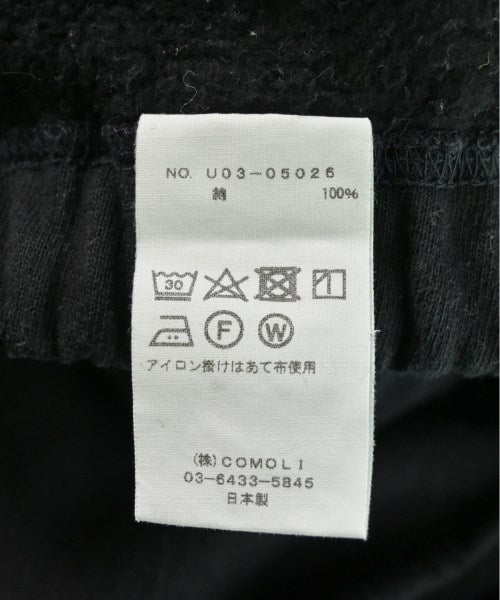 NO. U03-05026
綿 100%
30
F W
アイロン掛けはあて布使用
(株)COMOLI
03-6433-5845
日本製